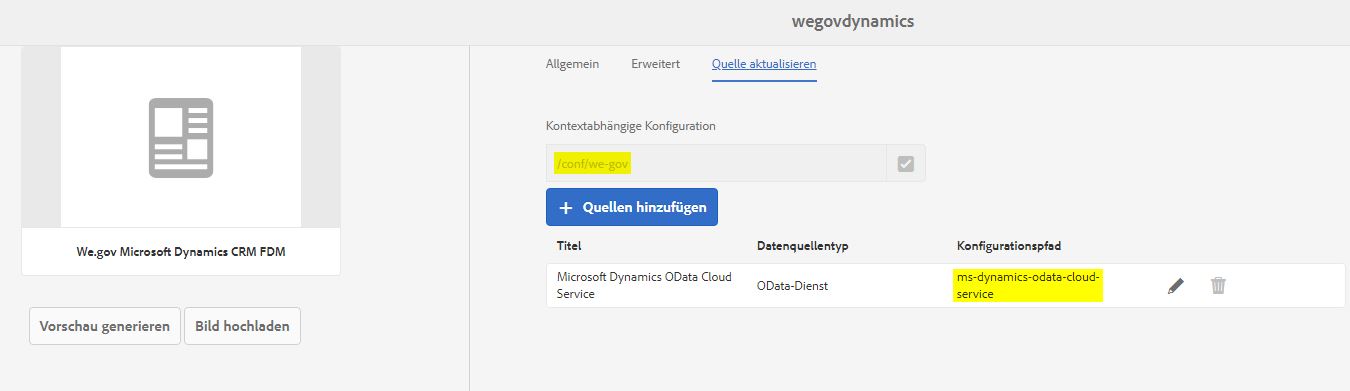 wegovdynamics
Allgemein Erweitert Quelle aktualisieren
Kontextabhängige Konfiguration
/conf/we-gov
+ Quellen hinzufügen
Titel Datenquellentyp Konfigurationspfad
Microsoft Dynamics OData Cloud
Service
OData-Dienst
ms-dynamics-odata-cloud-
service
We.gov Microsoft Dynamics CRM FDM
Vorschau generieren Bild hochladen